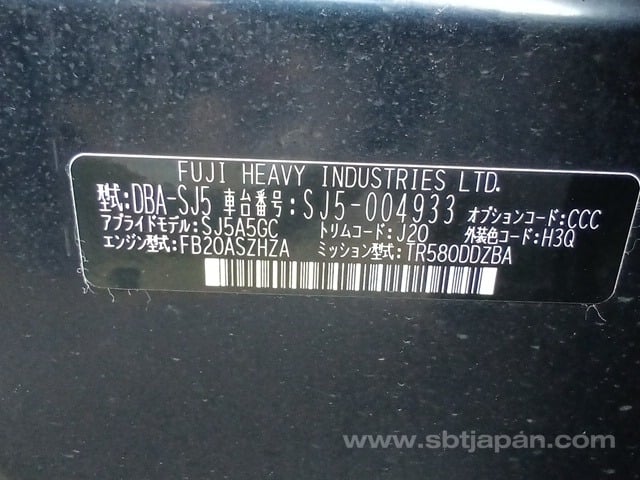 FUJI HEAVY INDUSTRIES LTD.
型式:DBA-SJ5 車台番号:SJ5-004933 オプションコード:CCC
アプライドモデル:SJ5A5GC トリムコード:J20 外装色コード:H3Q
エンジン型式:FB20ASZHZA ミッション型式:TR580DDZBA
www.sbtjapan.com